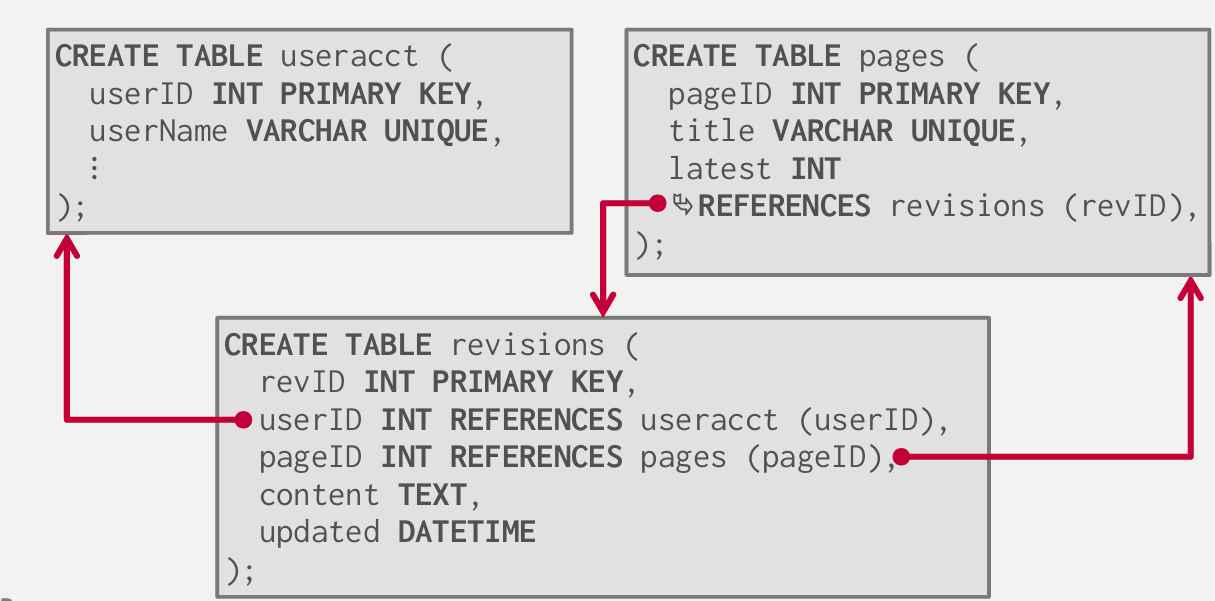 CREATE TABLE useracct (
userID INT PRIMARY KEY,
userName VARCHAR UNIQUE,
⋮
);
CREATE TABLE pages (
pageID INT PRIMARY KEY,
title VARCHAR UNIQUE,
latest INT
⮱REFERENCES revisions (revID),
);
CREATE TABLE revisions (
revID INT PRIMARY KEY,
userID INT REFERENCES useracct (userID),
pageID INT REFERENCES pages (pageID),
content TEXT,
updated DATETIME
);